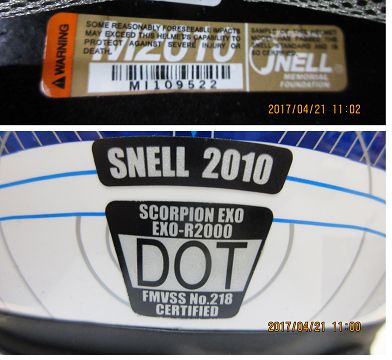 WARNING
SOME REASONABLY FORESEEABLE IMPACTS
MAY EXCEED THIS HELMET'S CAPABILITY TO
PROTECT AGAINST SEVERE INJURY OR
DEATH.
M2010
MI109522
SNELL
MEMORIAL
FOUNDATION
2017/04/21 11:02
SNELL 2010
SCORPION EXO
EXO-R2000
DOT
FMVSS No.218
CERTIFIED
2017/04/21 11:00